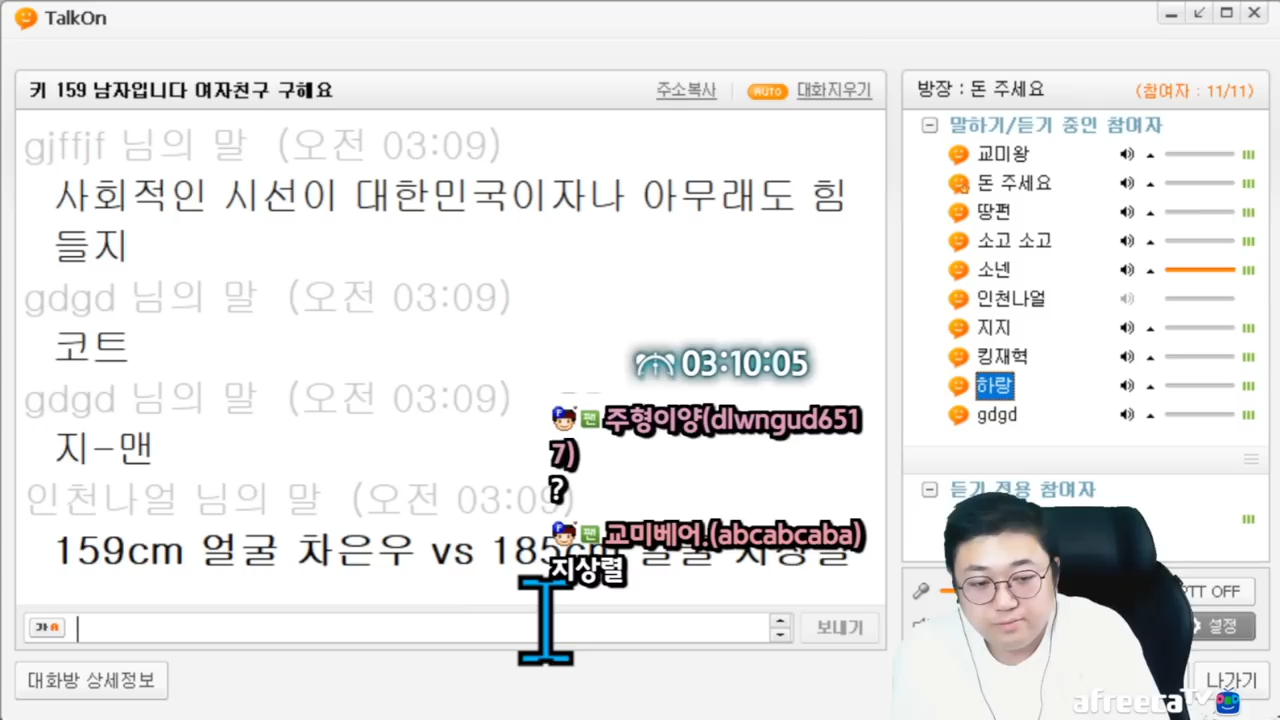 TalkOn
키 159 남자입니다 여자친구 구해요
주소복사
AUTO
대화지우기
gjffjf 님의 말 (오전 03:09)
사회적인 시선이 대한민국이자나 아무래도 힘
들지
gdgd 님의 말 (오전 03:09)
코트
gdgd 님의 말 (오전 03:09)
지-맨
인천나얼 님의 말 (오전 03:09)
159cm 얼굴 차은우 vs 185cm 얼굴
03:10:05
팬 주형이양(dlwngud651
7)
?
팬 교미베어.(abcabcaba)
지상렬
가a
보내기
대화방 상세정보
방장 : 돈 주세요
(참여자 : 11/11)
말하기/듣기 중인 참여자
교미왕
돈 주세요
땅편
소고 소고
소넨
인천나얼
지지
킹재혁
하랑
gdgd
듣기 전용 참여자
OFF
설정
나가기
afreecaTV